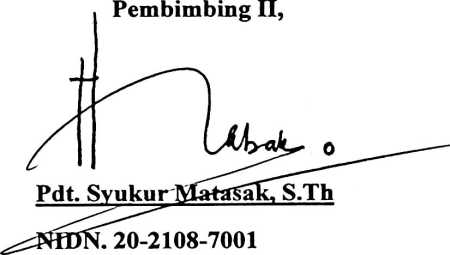 Pembimbing II,
Pdt. Syukur Matasak, S.Th
NIDN. 20-2108-7001